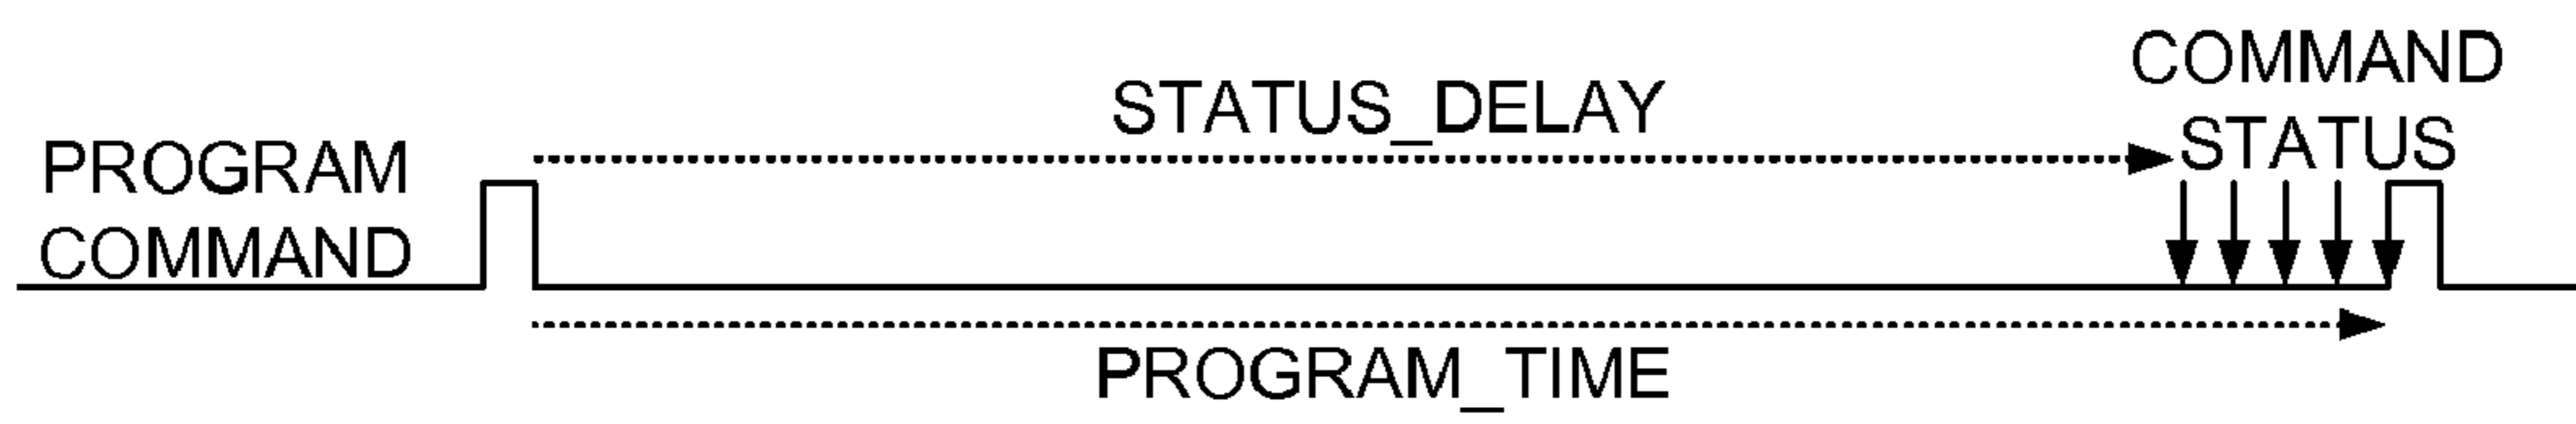 PROGRAM
COMMAND
STATUS_DELAY
COMMAND
STATUS
PROGRAM_TIME